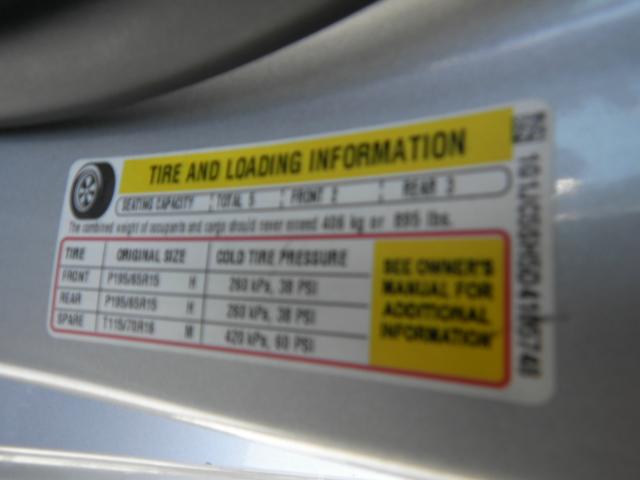 TIRE AND LOADING INFORMATION
SEATING CAPACITY TOTAL 5 FRONT 2 REAR 3
The combined weight of occupants and cargo should never exceed 406 kg or 895 lbs.
TIRE ORIGINAL SIZE COLD TIRE PRESSURE
FRONT P195/65R15 H 260 kPa, 38 PSI
REAR P195/65R15 H 260 kPa, 38 PSI
SPARE T115/70R16 M 420 kPa, 60 PSI
SEE OWNER'S
MANUAL FOR
ADDITIONAL
INFORMATION